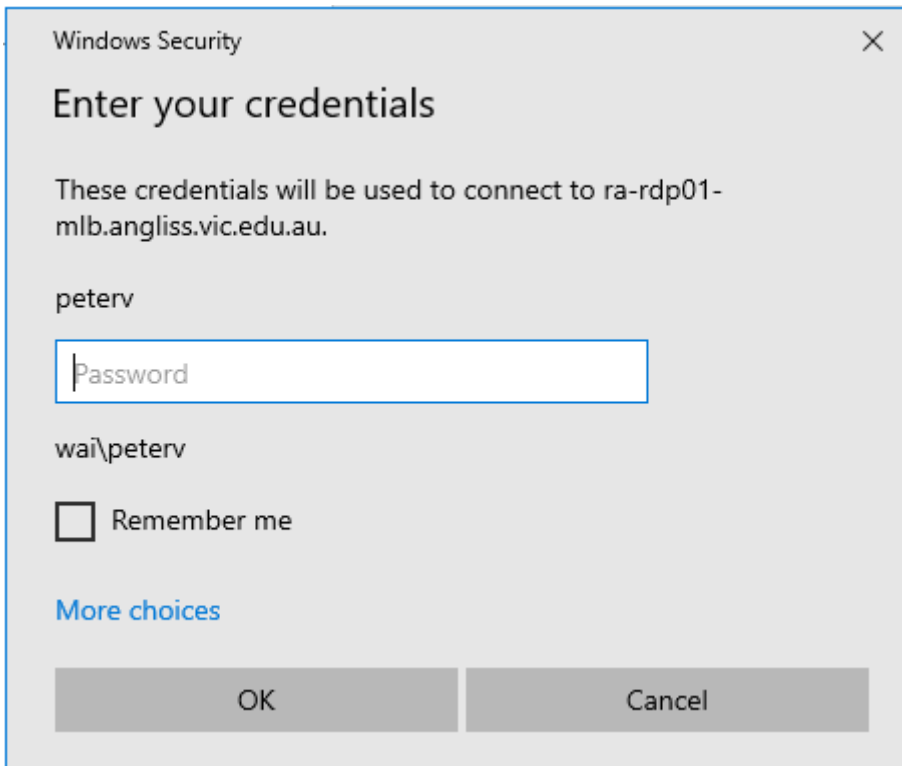 Windows Security
Enter your credentials
These credentials will be used to connect to ra-rdp01-
mlb.angliss.vic.edu.au.
peterv
Password
wai\peterv
Remember me
More choices
OK
Cancel